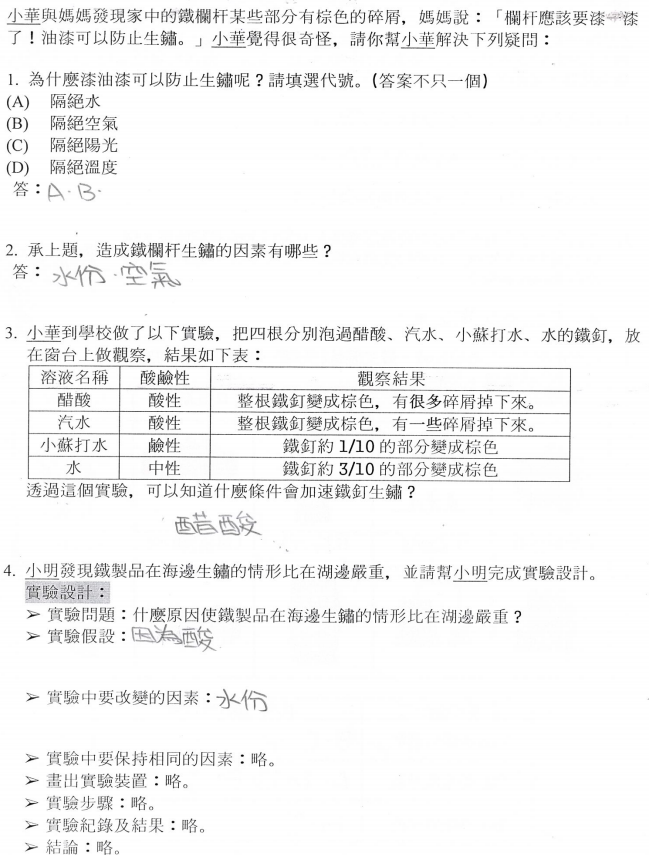 小華與媽媽發現家中的鐵欄杆某些部分有棕色的碎屑，媽媽說：「欄杆應該要漆一漆
了！油漆可以防止生鏽。」小華覺得很奇怪，請你幫小華解決下列疑問：
1. 為什麼漆油漆可以防止生鏽呢？請填選代號。(答案不只一個)
(A) 隔絕水
(B) 隔絕空氣
(C) 隔絕陽光
(D) 隔絕溫度
答：A.B.
2. 承上題，造成鐵欄杆生鏽的因素有哪些？
答：水份.空氣
3. 小華到學校做了以下實驗，把四根分別泡過醋酸、汽水、小蘇打水、水的鐵釘，放
在窗台上做觀察，結果如下表：
溶液名稱 酸鹼性 觀察結果
醋酸 酸性 整根鐵釘變成棕色，有很多碎屑掉下來。
汽水 酸性 整根鐵釘變成棕色，有一些碎屑掉下來。
小蘇打水 鹼性 鐵釘約 1/10 的部分變成棕色
水 中性 鐵釘約 3/10 的部分變成棕色
透過這個實驗，可以知道什麼條件會加速鐵釘生鏽？
醋酸
4. 小明發現鐵製品在海邊生鏽的情形比在湖邊嚴重，並請幫小明完成實驗設計。
實驗設計：
➢ 實驗問題：什麼原因使鐵製品在海邊生鏽的情形比在湖邊嚴重？
➢ 實驗假設：因為酸
➢ 實驗中要改變的因素：水份
➢ 實驗中要保持相同的因素：略。
➢ 畫出實驗裝置：略。
➢ 實驗步驟：略。
➢ 實驗紀錄及結果：略。
➢ 結論：略。